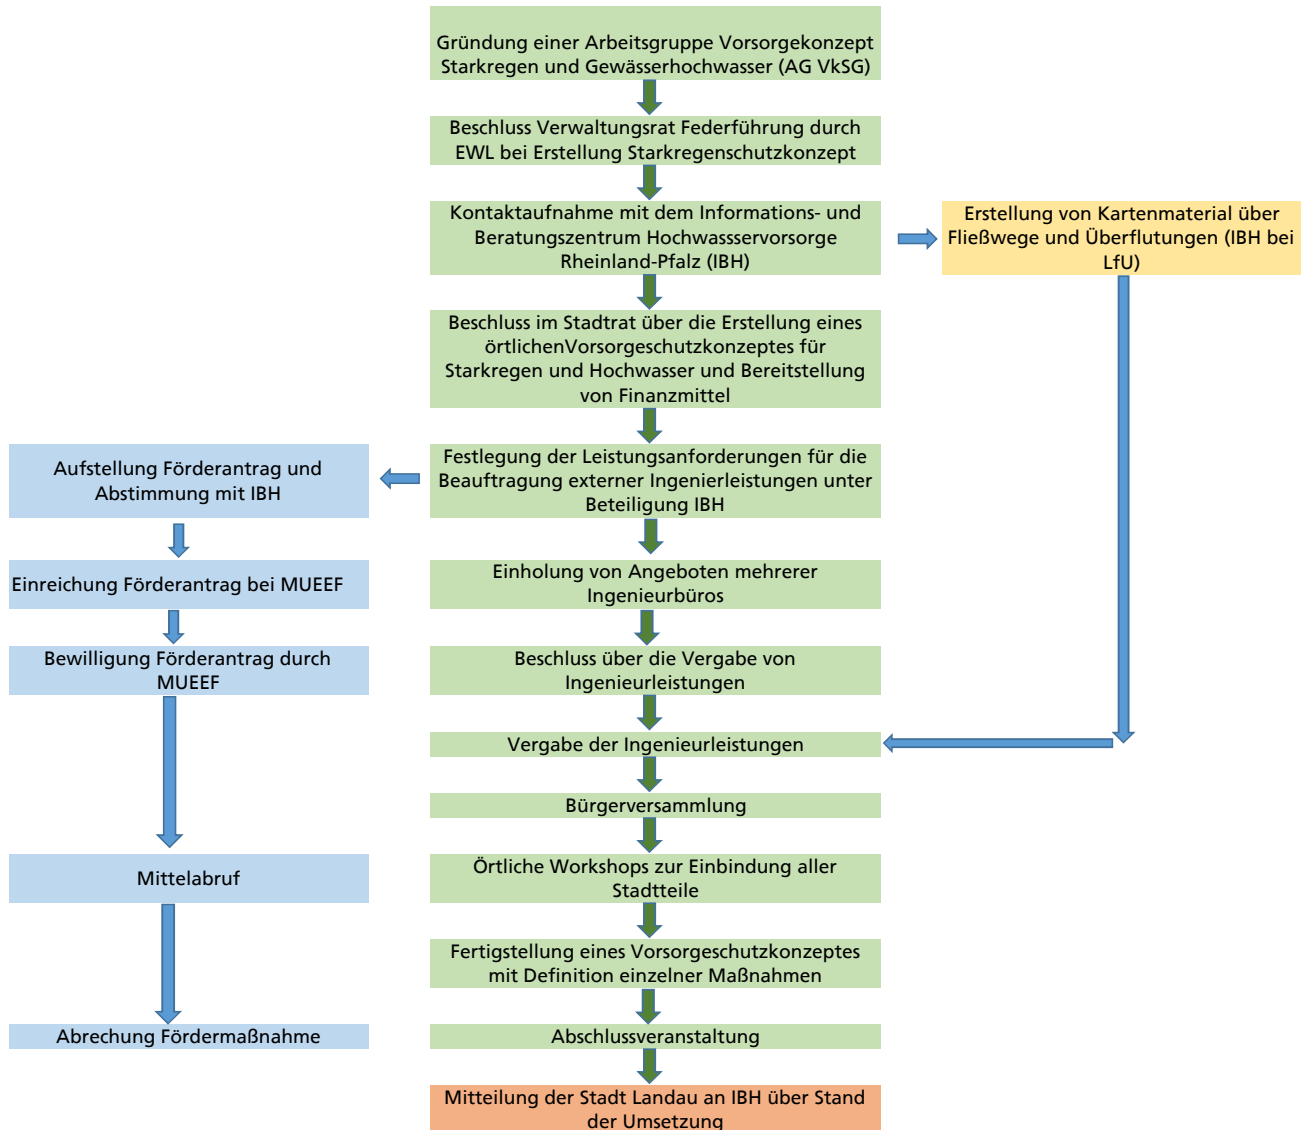 Gründung einer Arbeitsgruppe Vorsorgekonzept
Starkregen und Gewässerhochwasser (AG VkSG)
Beschluss Verwaltungsrat Federführung durch
EWL bei Erstellung Starkregenschutzkonzept
Kontaktaufnahme mit dem Informations- und
Beratungszentrum Hochwassservorsorge
Rheinland-Pfalz (IBH)
Erstellung von Kartenmaterial über
Fließwege und Überflutungen (IBH bei
LfU)
Beschluss im Stadtrat über die Erstellung eines
örtlichenVorsorgeschutzkonzeptes für
Starkregen und Hochwasser und Bereitstellung
von Finanzmittel
Festlegung der Leistungsanforderungen für die
Beauftragung externer Ingenierleistungen unter
Beteiligung IBH
Aufstellung Förderantrag und
Abstimmung mit IBH
Einreichung Förderantrag bei MUEEF
Einholung von Angeboten mehrerer
Ingenieurbüros
Bewilligung Förderantrag durch
MUEEF
Beschluss über die Vergabe von
Ingenieurleistungen
Vergabe der Ingenieurleistungen
Bürgerversammlung
Mittelabruf
Örtliche Workshops zur Einbindung aller
Stadtteile
Fertigstellung eines Vorsorgeschutzkonzeptes
mit Definition einzelner Maßnahmen
Abrechung Fördermaßnahme
Abschlussveranstaltung
Mitteilung der Stadt Landau an IBH über Stand
der Umsetzung